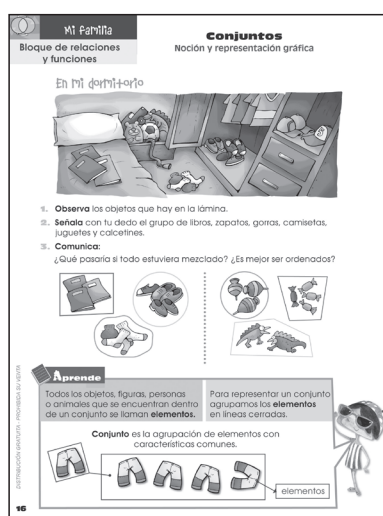 Mi familia
Bloque de relaciones
y funciones
Conjuntos
Noción y representación gráfica
En mi dormitorio
1. Observa los objetos que hay en la lámina.
2. Señala con tu dedo el grupo de libros, zapatos, gorras, camisetas,
juguetes y calcetines.
3. Comunica:
¿Qué pasaría si todo estuviera mezclado? ¿Es mejor ser ordenados?
Aprende
Todos los objetos, figuras, personas
o animales que se encuentran dentro
de un conjunto se llaman elementos.
Para representar un conjunto
agrupamos los elementos
en líneas cerradas.
Conjunto es la agrupación de elementos con
características comunes.
elementos
DISTRIBUCIÓN GRATUITA - PROHIBIDA SU VENTA
16